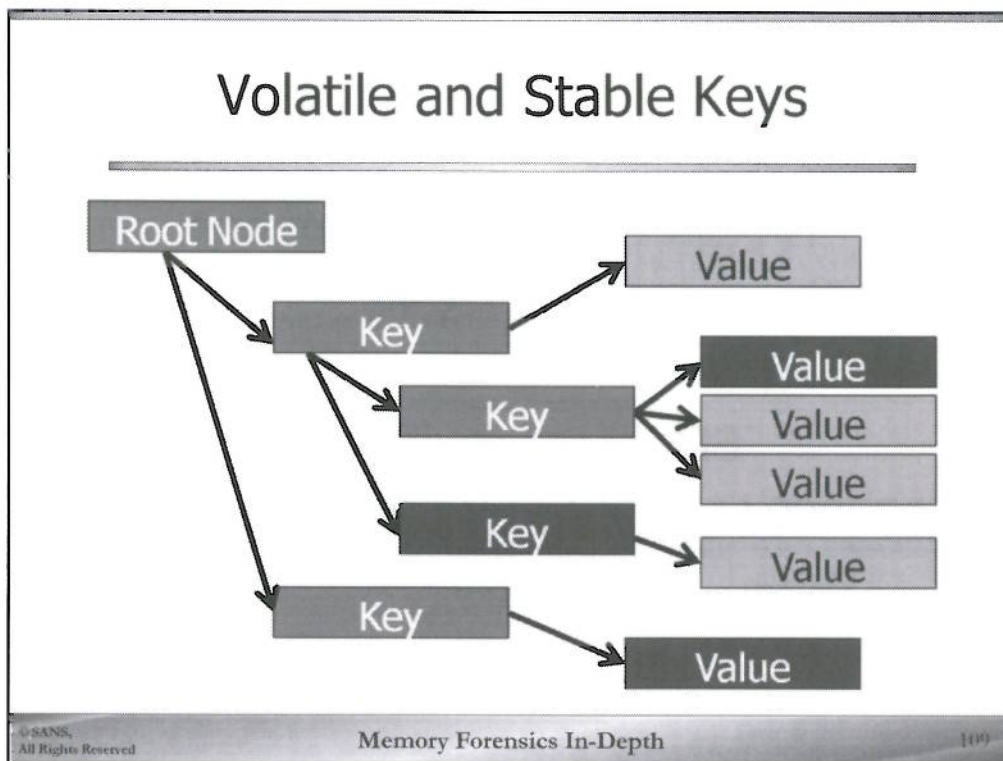 Volatile and Stable Keys
Root Node
Value
Key
Value
Key
Value
Value
Key
Value
Key
Value
©SANS,
All Rights Reserved
Memory Forensics In-Depth
109